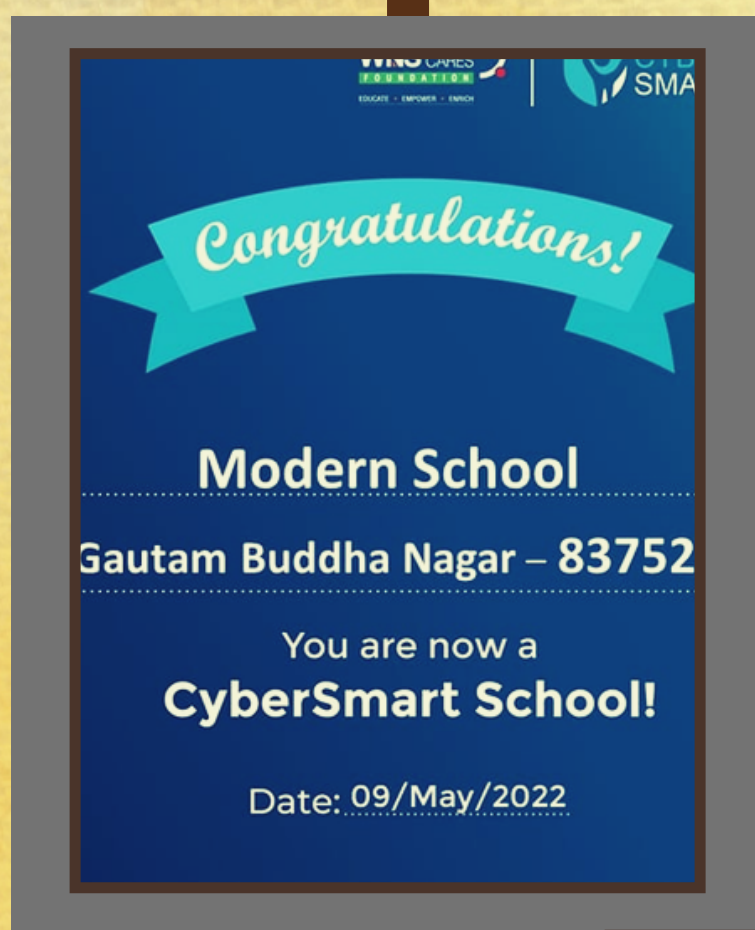 WNS CARES
FOUNDATION
EDUCATE • EMPOWER • ENRICH
SMA
Congratulations!
Modern School
Gautam Buddha Nagar – 83752
You are now a
CyberSmart School!
Date: 09/May/2022